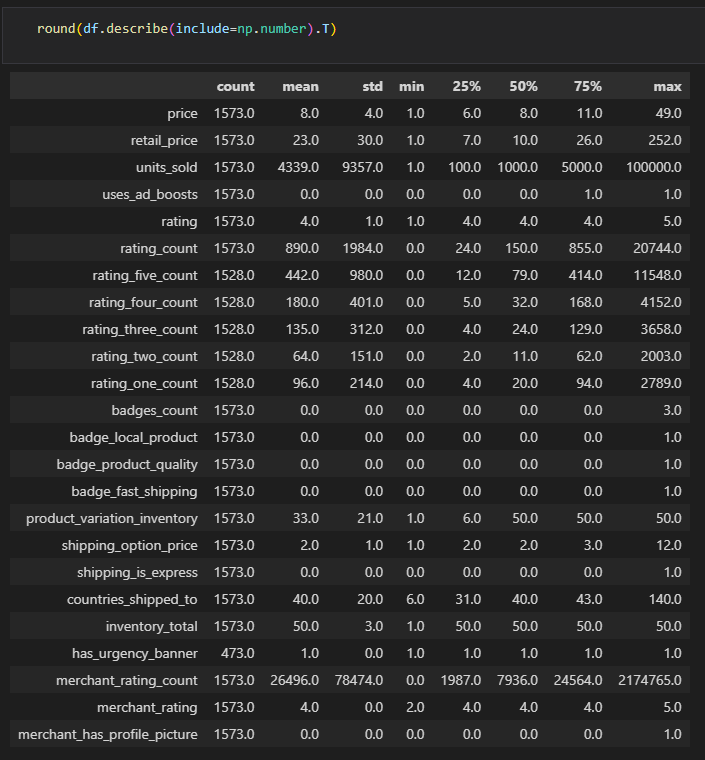 round(df.describe(include=np.number).T)
count mean std min 25% 50% 75% max
price 1573.0 8.0 4.0 1.0 6.0 8.0 11.0 49.0
retail_price 1573.0 23.0 30.0 1.0 7.0 10.0 26.0 252.0
units_sold 1573.0 4339.0 9357.0 1.0 100.0 1000.0 5000.0 100000.0
uses_ad_boosts 1573.0 0.0 0.0 0.0 0.0 0.0 1.0 1.0
rating 1573.0 4.0 1.0 1.0 4.0 4.0 4.0 5.0
rating_count 1573.0 890.0 1984.0 0.0 24.0 150.0 855.0 20744.0
rating_five_count 1528.0 442.0 980.0 0.0 12.0 79.0 414.0 11548.0
rating_four_count 1528.0 180.0 401.0 0.0 5.0 32.0 168.0 4152.0
rating_three_count 1528.0 135.0 312.0 0.0 4.0 24.0 129.0 3658.0
rating_two_count 1528.0 64.0 151.0 0.0 2.0 11.0 62.0 2003.0
rating_one_count 1528.0 96.0 214.0 0.0 4.0 20.0 94.0 2789.0
badges_count 1573.0 0.0 0.0 0.0 0.0 0.0 0.0 3.0
badge_local_product 1573.0 0.0 0.0 0.0 0.0 0.0 0.0 1.0
badge_product_quality 1573.0 0.0 0.0 0.0 0.0 0.0 0.0 1.0
badge_fast_shipping 1573.0 0.0 0.0 0.0 0.0 0.0 0.0 1.0
product_variation_inventory 1573.0 33.0 21.0 1.0 6.0 50.0 50.0 50.0
shipping_option_price 1573.0 2.0 1.0 1.0 2.0 2.0 3.0 12.0
shipping_is_express 1573.0 0.0 0.0 0.0 0.0 0.0 0.0 1.0
countries_shipped_to 1573.0 40.0 20.0 6.0 31.0 40.0 43.0 140.0
inventory_total 1573.0 50.0 3.0 1.0 50.0 50.0 50.0 50.0
has_urgency_banner 473.0 1.0 0.0 1.0 1.0 1.0 1.0 1.0
merchant_rating_count 1573.0 26496.0 78474.0 0.0 1987.0 7936.0 24564.0 2174765.0
merchant_rating 1573.0 4.0 0.0 2.0 4.0 4.0 4.0 5.0
merchant_has_profile_picture 1573.0 0.0 0.0 0.0 0.0 0.0 0.0 1.0